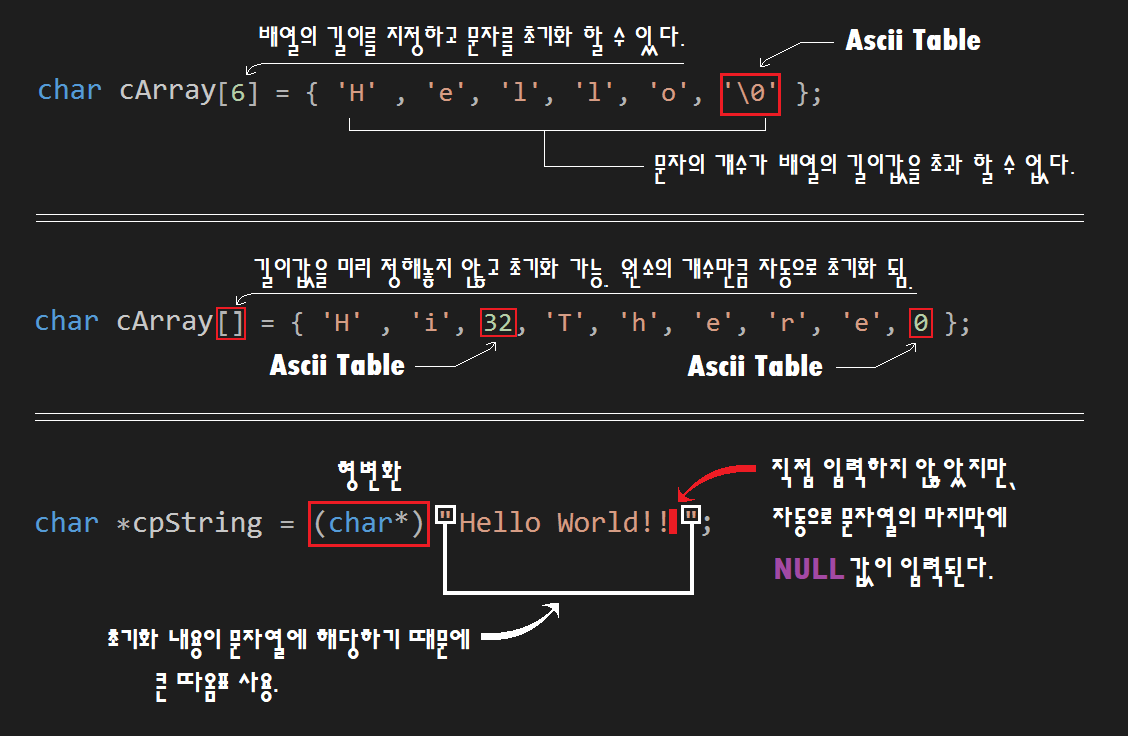 배열의 길이를 지정하고 문자를 초기화 할 수 있다.
Ascii Table
char cArray[6] = { 'H' , 'e', 'l', 'l', 'o', '\0' };
문자의 개수가 배열의 길이값을 초과 할 수 없다.
길이값을 미리 정해놓지 않고 초기화 가능. 원소의 개수만큼 자동으로 초기화 됨.
char cArray[] = { 'H' , 'i', 32, 'T', 'h', 'e', 'r', 'e', 0 };
Ascii Table
Ascii Table
형변환
직접 입력하지 않았지만,
char *cpString = (char*) "Hello World!! ";
자동으로 문자열의 마지막에
NULL 값이 입력된다.
초기화 내용이 문자열에 해당하기 때문에
큰 따옴표 사용.